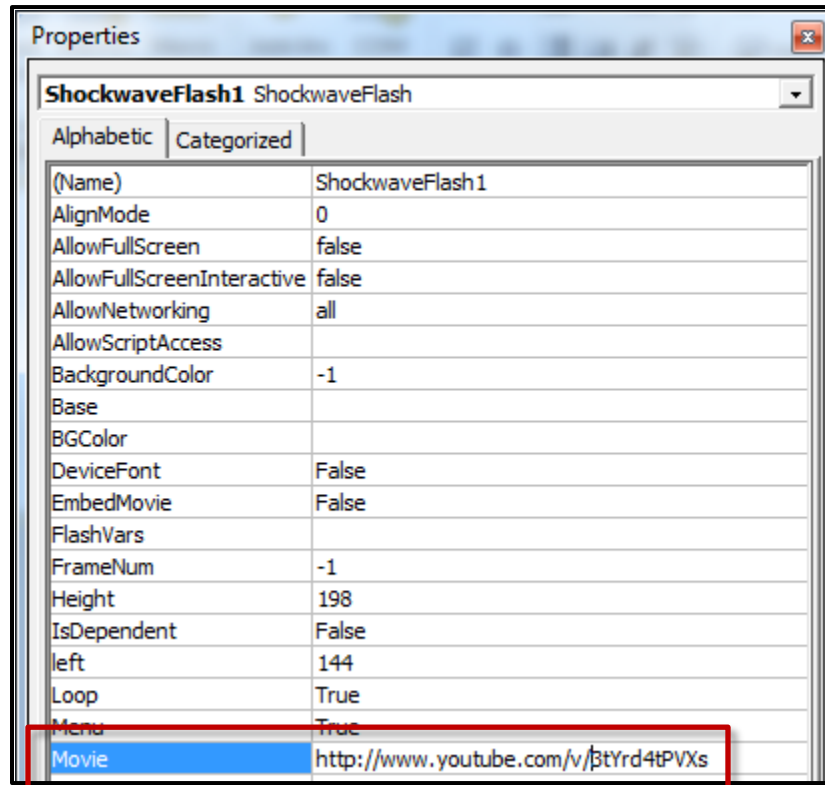 Properties
ShockwaveFlash1 ShockwaveFlash
Alphabetic Categorized
(Name) ShockwaveFlash1
AlignMode 0
AllowFullScreen false
AllowFullScreenInteractive false
AllowNetworking all
AllowScriptAccess
BackgroundColor -1
Base
BGColor
DeviceFont False
EmbedMovie False
FlashVars
FrameNum -1
Height 198
IsDependent False
left 144
Loop True
Menu True
Movie http://www.youtube.com/v/3tYrd4tPVXs